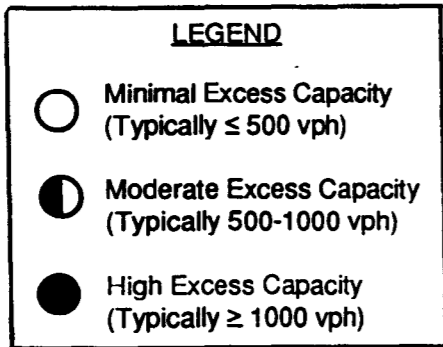 LEGEND
Minimal Excess Capacity
(Typically ≤ 500 vph)
Moderate Excess Capacity
(Typically 500-1000 vph)
High Excess Capacity
(Typically ≥ 1000 vph)